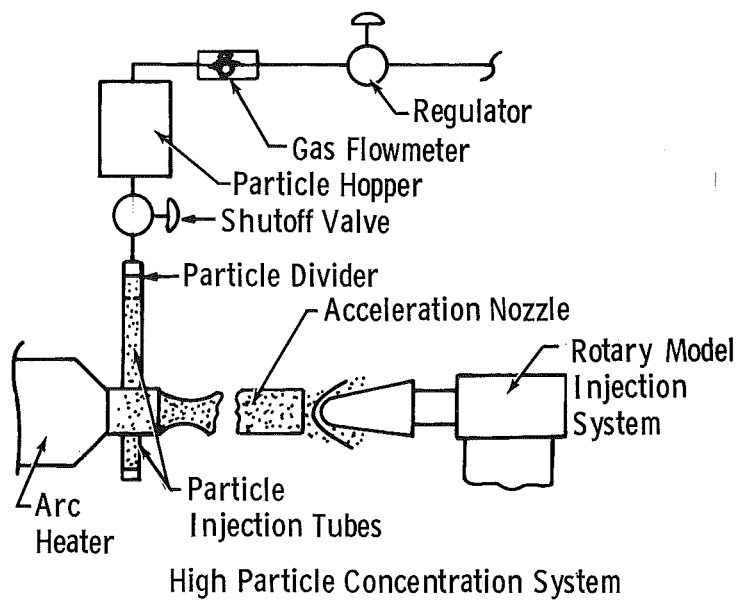 Regulator
Gas Flowmeter
Particle Hopper
Shutoff Valve
Particle Divider
Acceleration Nozzle
Rotary Model
Injection
System
Particle
Injection Tubes
Arc
Heater
High Particle Concentration System